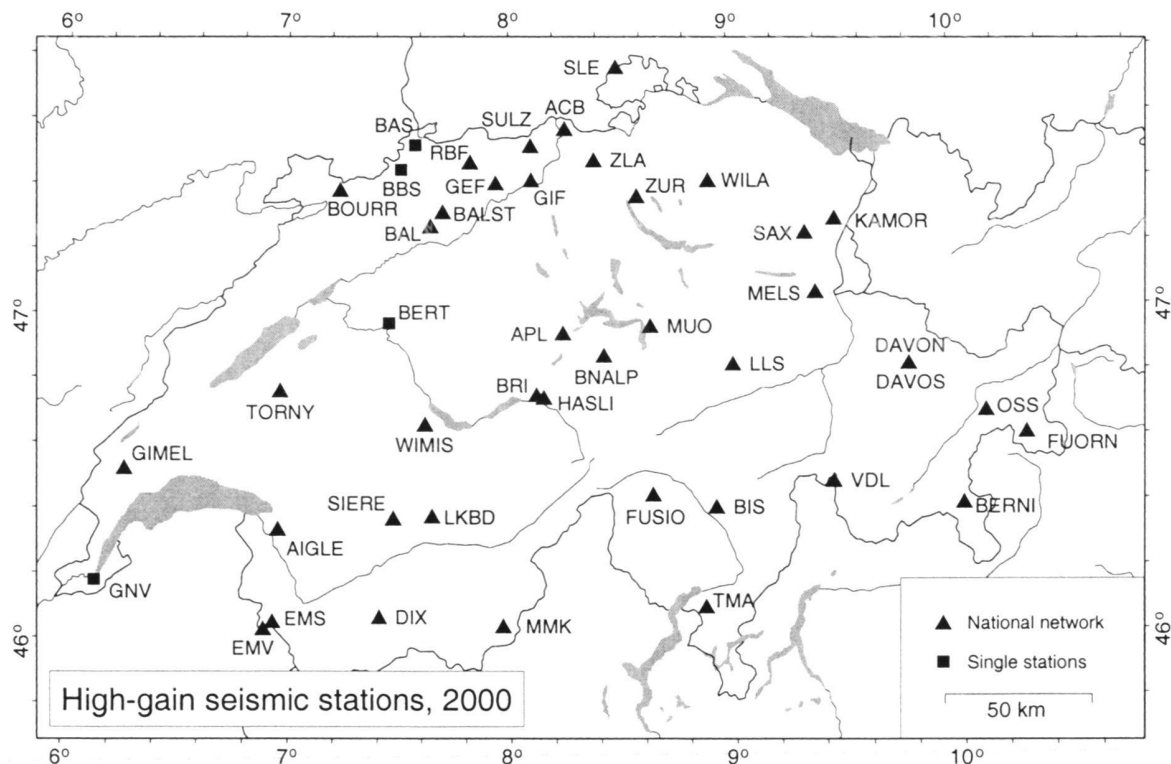 6° 7° 8° 9° 10°
SLE
ACB
SULZ
BAS
RBF
ZLA
BBS
GEF
GIF
ZUR
WILA
BOURR
BALST
BAL
KAMOR
SAX
MELS
47° 47°
BERT
APL
MUO
DAVON
BNALP
LLS
DAVOS
BRI
HASLI
TORNY
OSS
WIMIS
FUORN
GIMEL
VDL
SIERE
LKBD
FUSIO
BIS
BERNI
AIGLE
GNV
TMA
EMS
DIX
MMK
EMV
46° 46°
National network
Single stations
50 km
High-gain seismic stations, 2000
6° 7° 8° 9° 10°